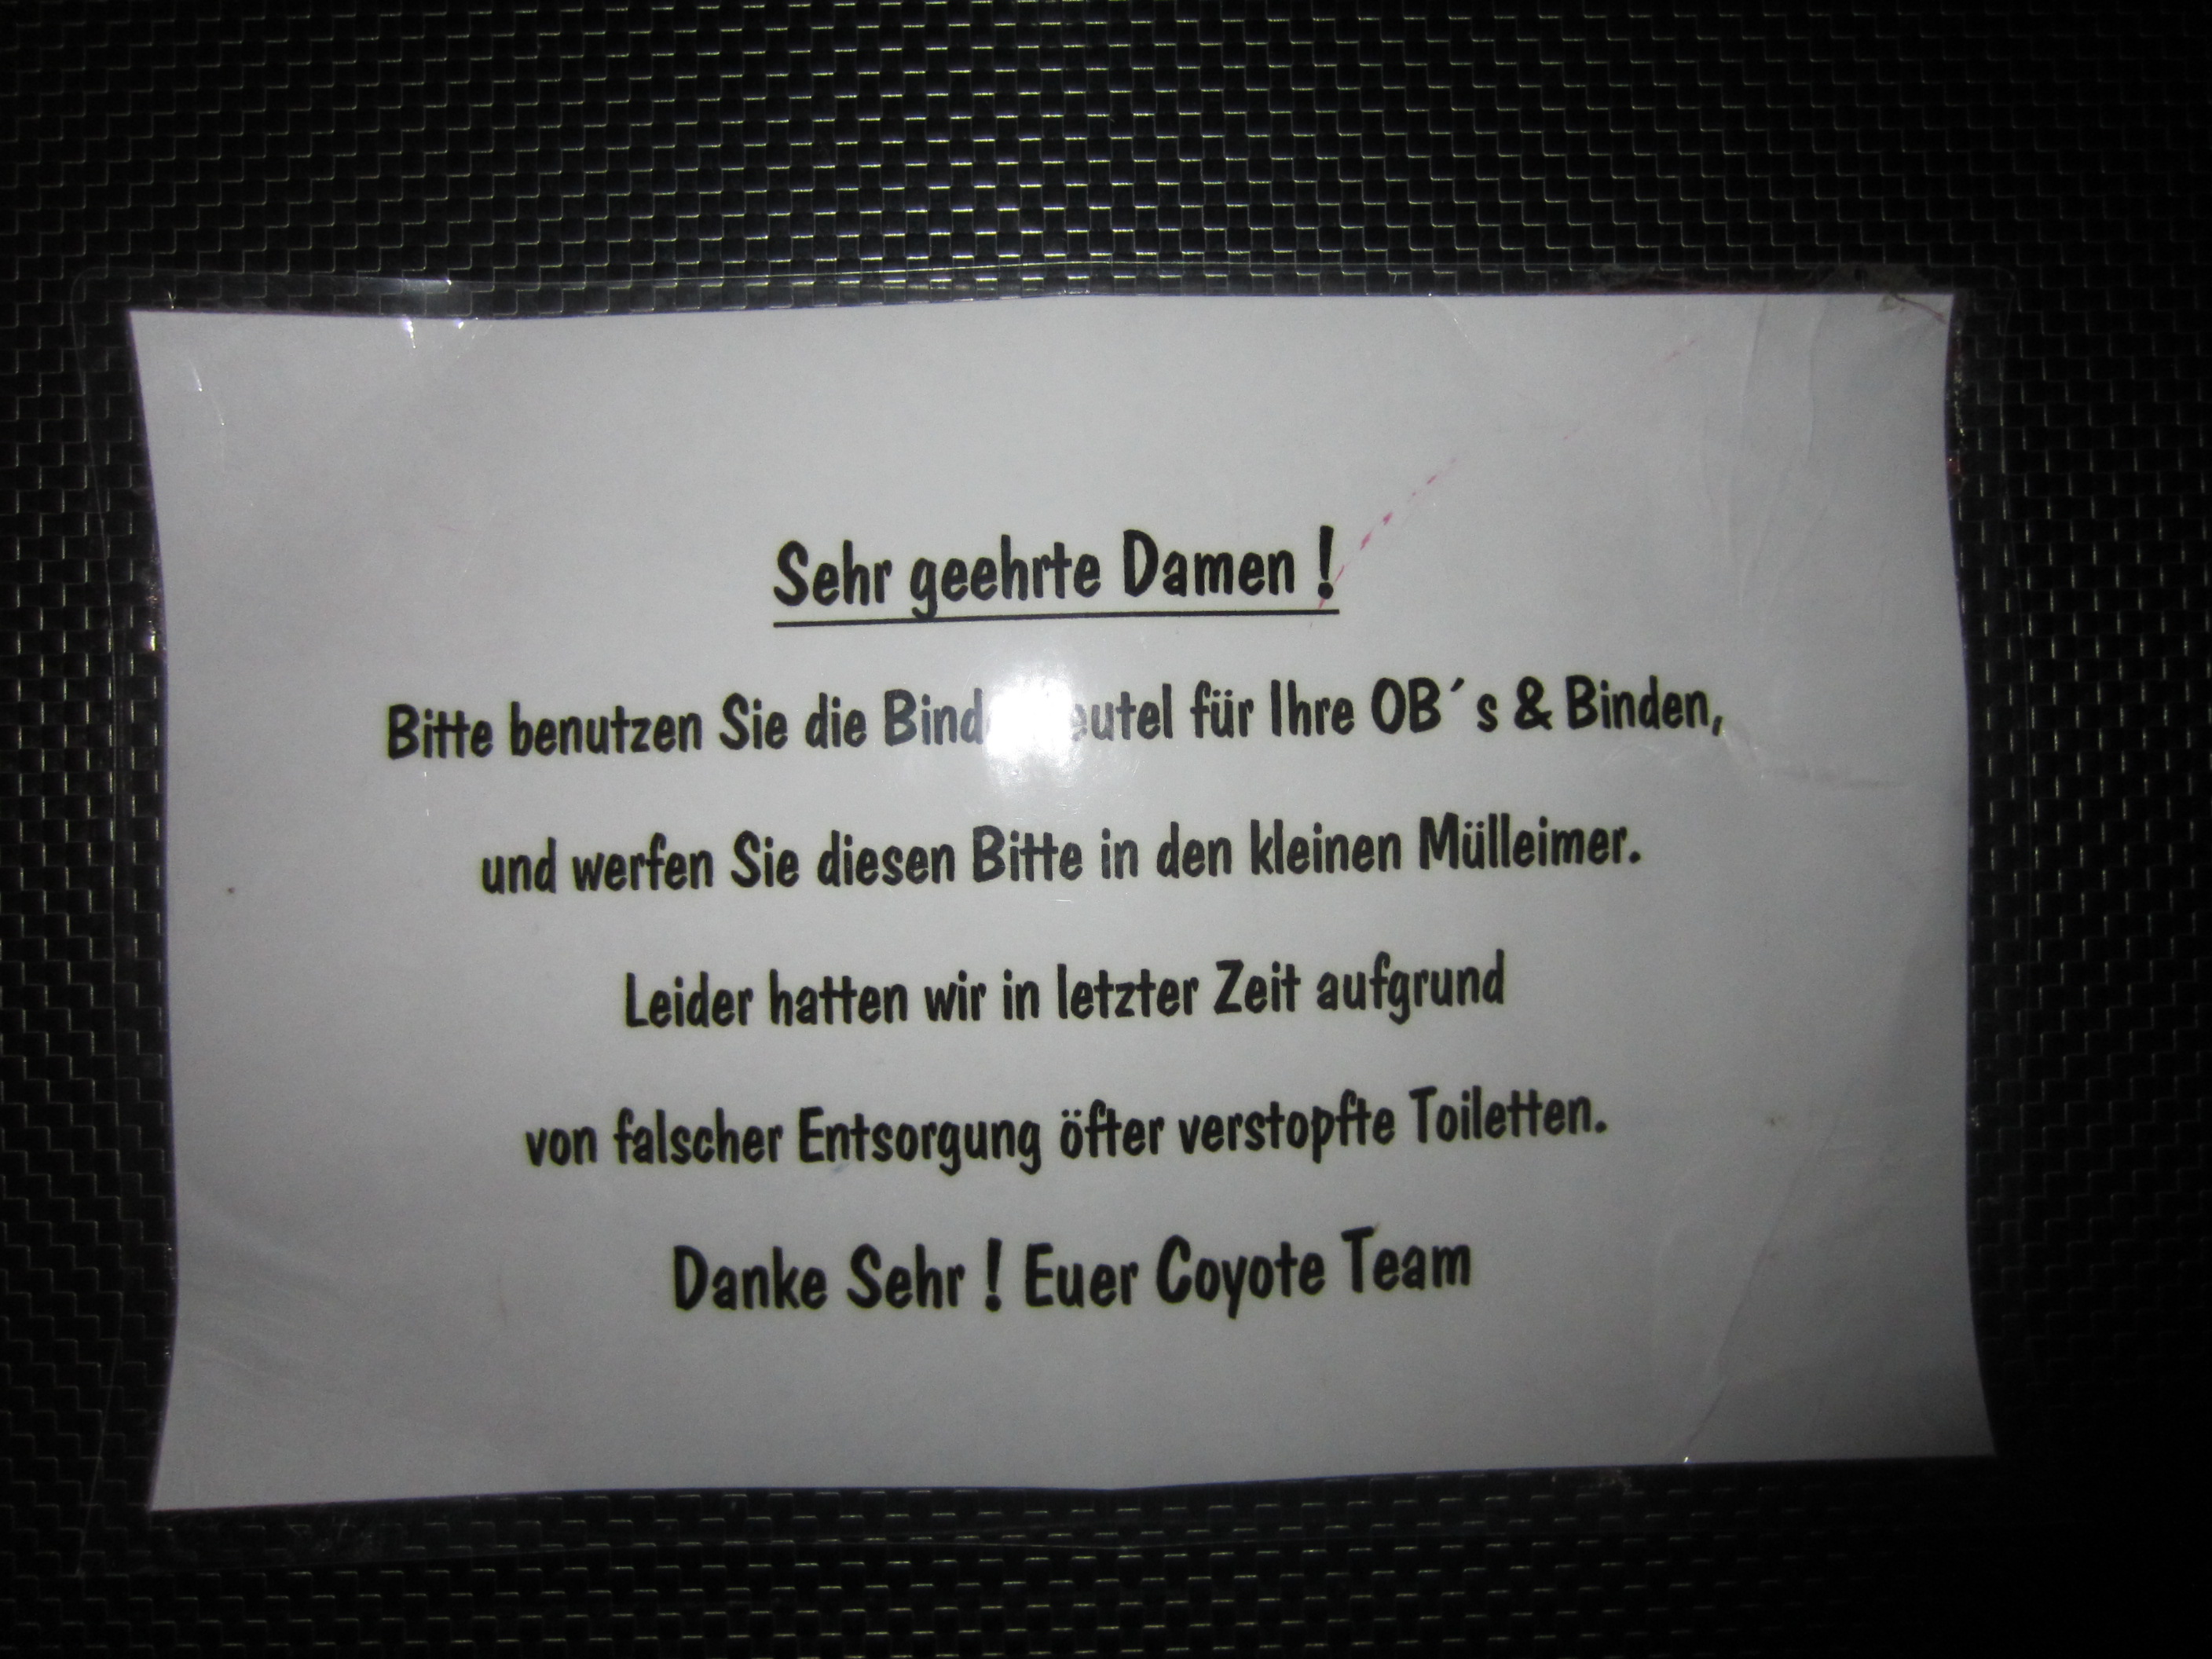 Sehr geehrte Damen !
Bitte benutzen Sie die für Ihre OB´s & Binden,
und werfen Sie diesen Bitte in den kleinen Mülleimer.
Leider hatten wir in letzter Zeit aufgrund
von falscher Entsorgung öfter verstopfte Toiletten.
Danke Sehr ! Euer Coyote Team